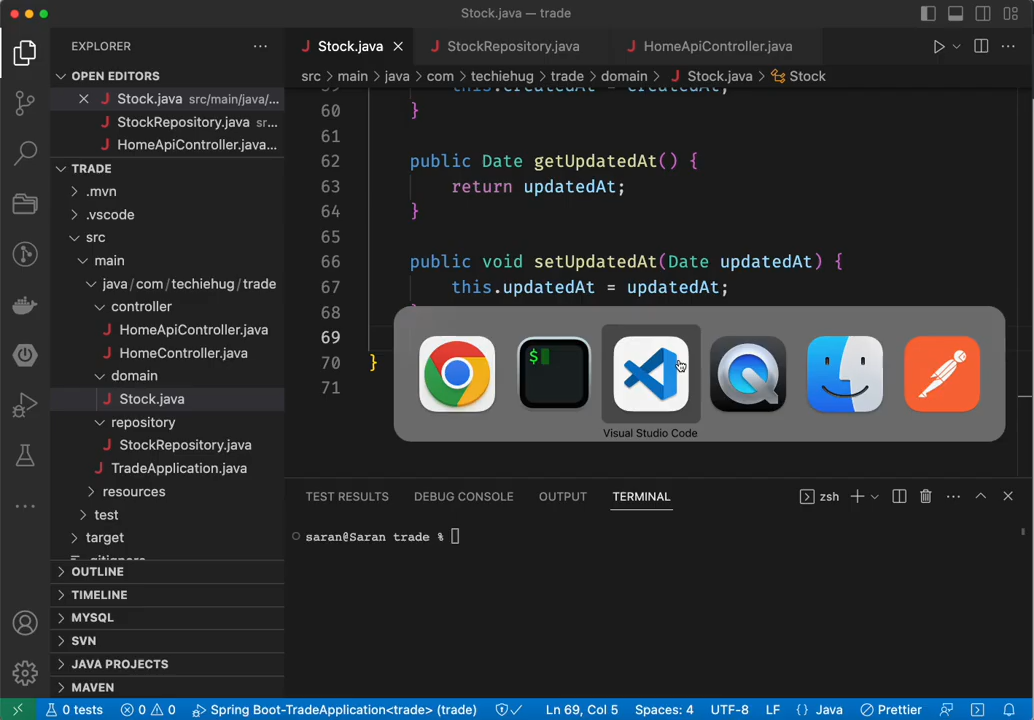 Stock.java — trade
EXPLORER
OPEN EDITORS
Stock.java src/main/java/...
StockRepository.java sr...
HomeApiController.java...
TRADE
.mvn
.vscode
src
main
java/com/techiehug/trade
controller
HomeApiController.java
HomeController.java
domain
Stock.java
repository
StockRepository.java
TradeApplication.java
resources
test
target
.gitignore
OUTLINE
TIMELINE
MYSQL
SVN
JAVA PROJECTS
MAVEN
Stock.java
StockRepository.java
HomeApiController.java
src > main > java > com > techiehug > trade > domain > Stock.java > Stock
59 this.createdAt = createdAt;
60 }
61
62 public Date getUpdatedAt() {
63 return updatedAt;
64 }
65
66 public void setUpdatedAt(Date updatedAt) {
67 this.updatedAt = updatedAt;
68
69
70 }
71
$
Visual Studio Code
TEST RESULTS
DEBUG CONSOLE
OUTPUT
TERMINAL
zsh
saran@Saran trade %
0 tests
0 0
Spring Boot-TradeApplication<trade> (trade)
Ln 69, Col 5
Spaces: 4
UTF-8
LF
{ } Java
Prettier